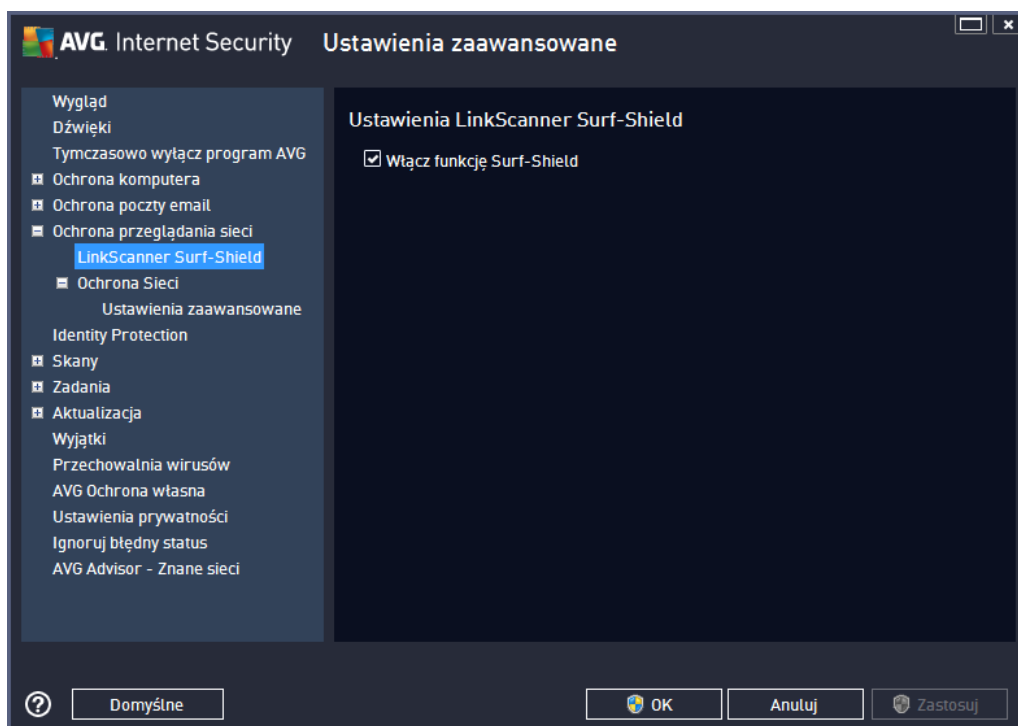 AVG. Internet Security
Ustawienia zaawansowane
Wygląd
Dźwięki
Tymczasowo wyłącz program AVG
Ochrona komputera
Ochrona poczty email
Ochrona przeglądania sieci
LinkScanner Surf-Shield
Ochrona Sieci
Ustawienia zaawansowane
Identity Protection
Skany
Zadania
Aktualizacja
Wyjątki
Przechowalnia wirusów
AVG Ochrona własna
Ustawienia prywatności
Ignoruj błędny status
AVG Advisor - Znane sieci
Ustawienia LinkScanner Surf-Shield
Włącz funkcję Surf-Shield
Domyślne
OK
Anuluj
Zastosuj